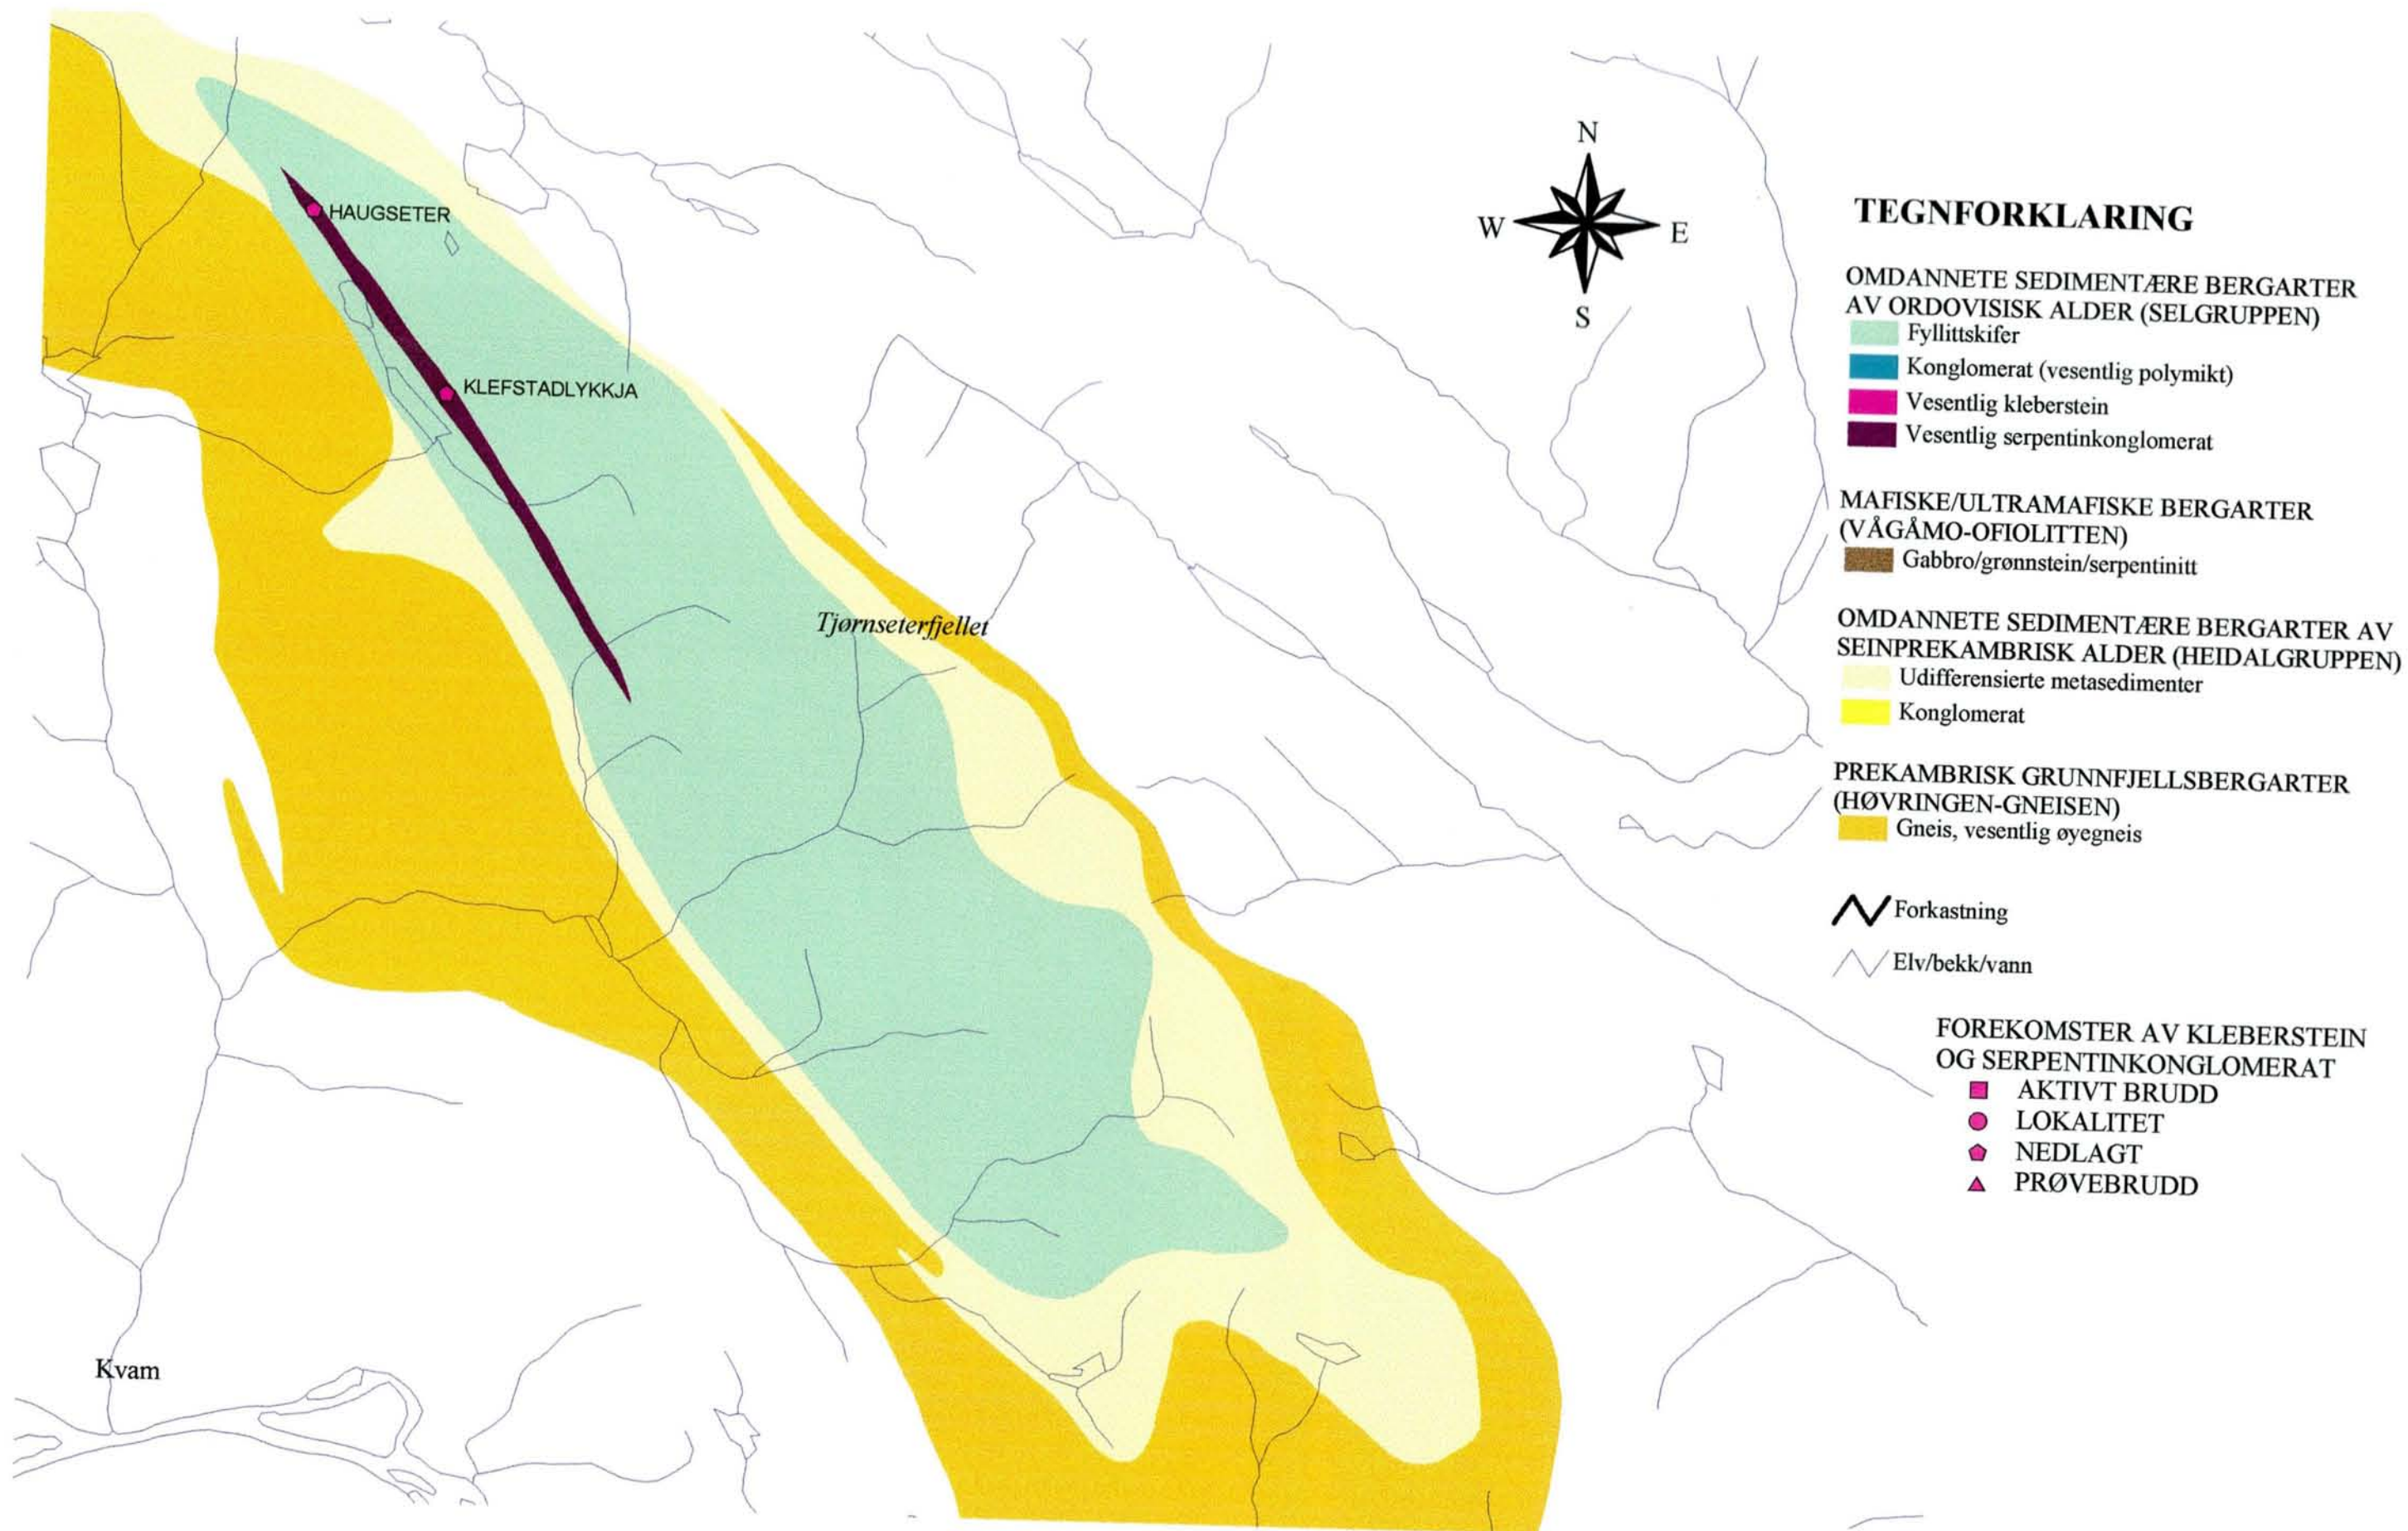 HAUGSETER
KLEFSTADLYKKJA
Tjørnseterfjellet
Kvam
N
W
E
S
TEGNFORKLARING
OMDANNETE SEDIMENTÆRE BERGARTER
AV ORDOVISISK ALDER (SELGRUPPEN)
Fyllittskifer
Konglomerat (vesentlig polymikt)
Vesentlig kleberstein
Vesentlig serpentinkonglomerat
MAFISKE/ULTRAMAFISKE BERGARTER
(VÅGÅMO-OFIOLITTEN)
Gabbro/grønnstein/serpentinitt
OMDANNETE SEDIMENTÆRE BERGARTER AV
SEINPREKAMBRISK ALDER (HEIDALGRUPPEN)
Udifferensierte metasedimenter
Konglomerat
PREKAMBRISK GRUNNFJELLSBERGARTER
(HØVRINGEN-GNEISEN)
Gneis, vesentlig øyegneis
Forkastning
Elv/bekk/vann
FOREKOMSTER AV KLEBERSTEIN
OG SERPENTINKONGLOMERAT
AKTIVT BRUDD
LOKALITET
NEDLAGT
PRØVEBRUDD